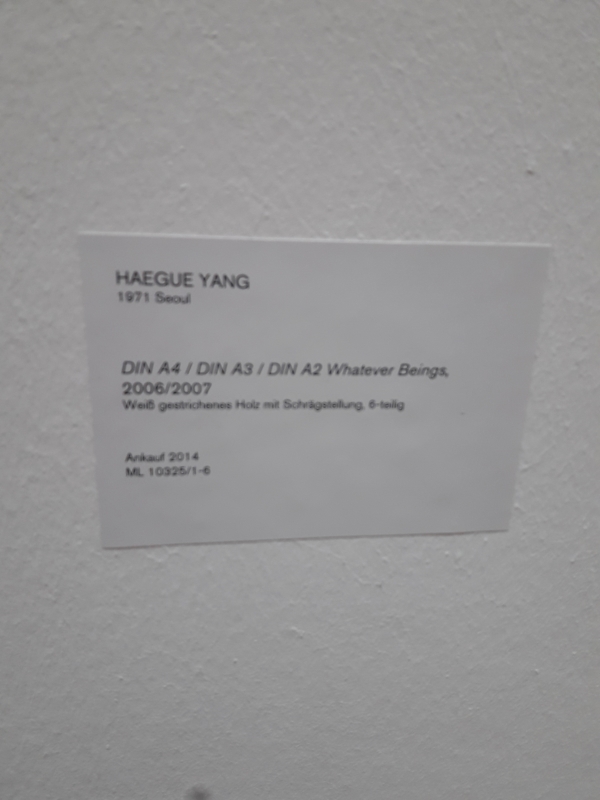 HAEGUE YANG
1971 Seoul
DIN A4 / DIN A3 / DIN A2 Whatever Beings,
2006/2007
Weiß gestrichenes Holz mit Schrägstellung, 6-teilig
Ankauf 2014
ML 10325/1-6